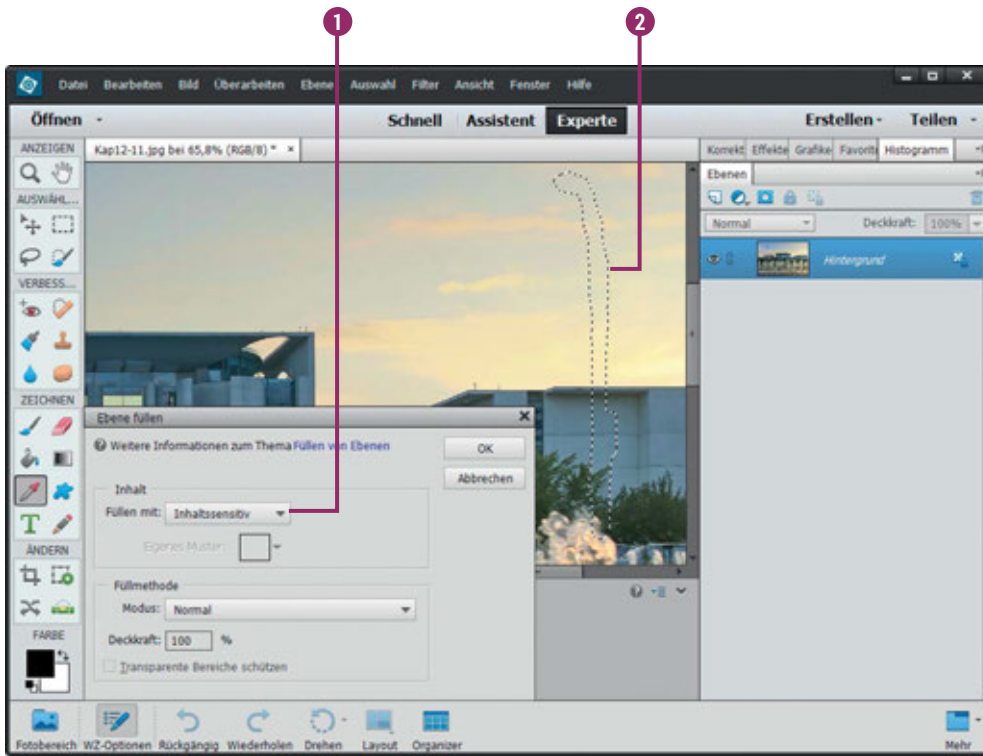 1 2
Datei Bearbeiten Bild Überarbeiten Ebene Auswahl Filter Ansicht Fenster Hilfe
Öffnen Schnell Assistent Experte Erstellen Teilen
ANZEIGEN
Kap12-11.jpg bei 65,8% (RGB/8) * ×
Korrekt Effekte Grafike Favorit Histogramm
Ebenen
AUSWÄHL...
Normal Deckkraft: 100%
Hintergrund
VERBESS...
ZEICHNEN
Ebene füllen
Weitere Informationen zum Thema Füllen von Ebenen
OK
Abbrechen
Inhalt
Füllen mit: Inhaltssensitiv
Eigenes Muster:
ÄNDERN
Füllmethode
Modus: Normal
FARBE
Deckkraft: 100 %
Transparente Bereiche schützen
Fotobereich WZ-Optionen Rückgängig Wiederholen Drehen Layout Organizer Mehr